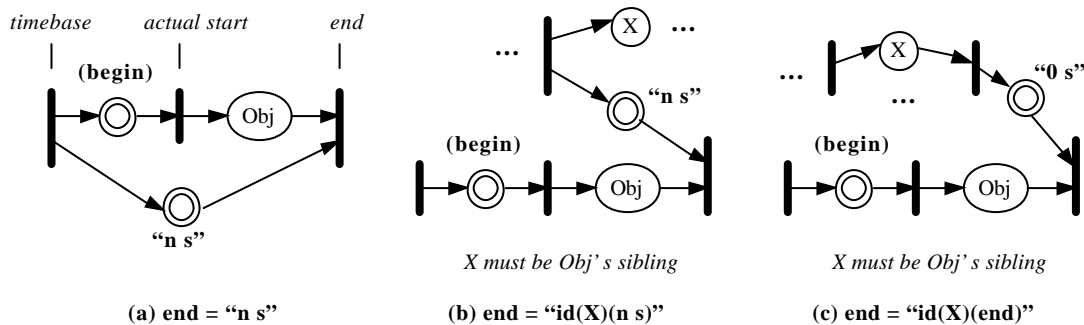 timebase actual start end
(begin)
Obj
“n s”
(a) end = “n s”
... X ...
“n s”
(begin)
Obj
X must be Obj’ s sibling
(b) end = “id(X)(n s)”
X
... “0 s”
...
(begin)
Obj
X must be Obj’ s sibling
(c) end = “id(X)(end)”